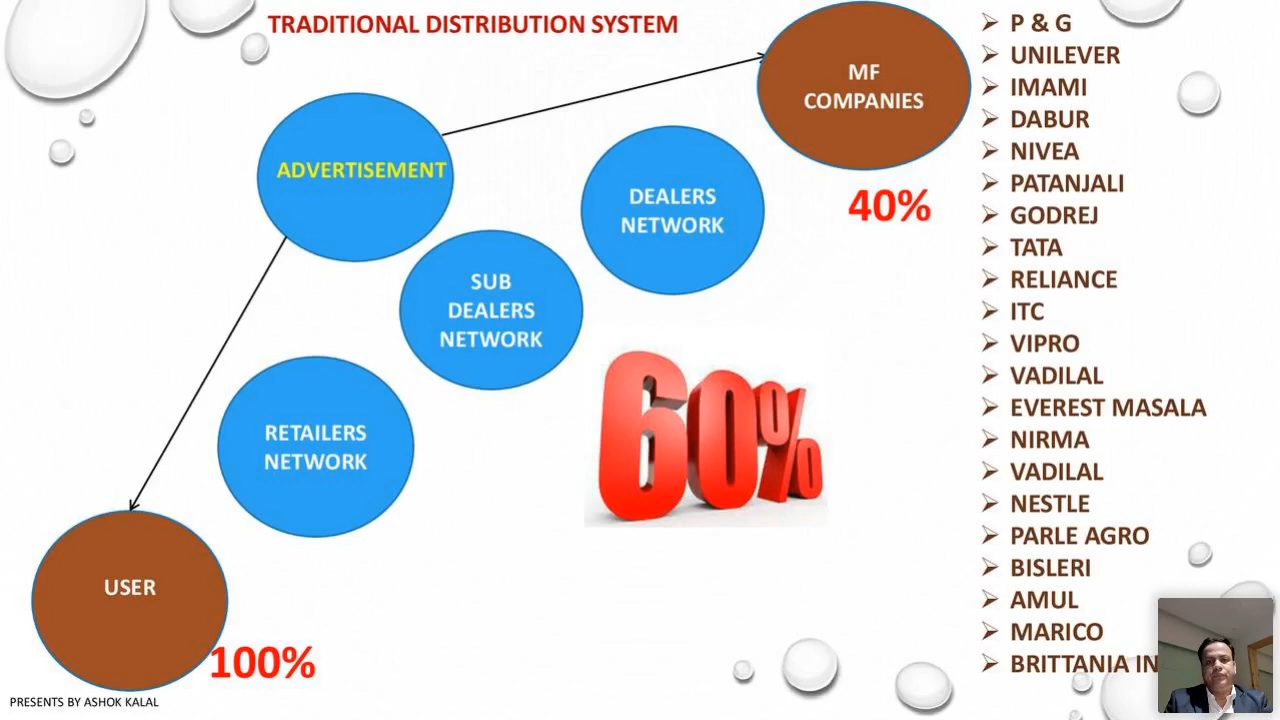 TRADITIONAL DISTRIBUTION SYSTEM
MF
COMPANIES
ADVERTISEMENT
DEALERS
NETWORK
40%
SUB
DEALERS
NETWORK
60%
RETAILERS
NETWORK
USER
100%
PRESENTS BY ASHOK KALAL
P & G
UNILEVER
IMAMI
DABUR
NIVEA
PATANJALI
GODREJ
TATA
RELIANCE
ITC
VIPRO
VADILAL
EVEREST MASALA
NIRMA
VADILAL
NESTLE
PARLE AGRO
BISLERI
AMUL
MARICO
BRITTANIA IN